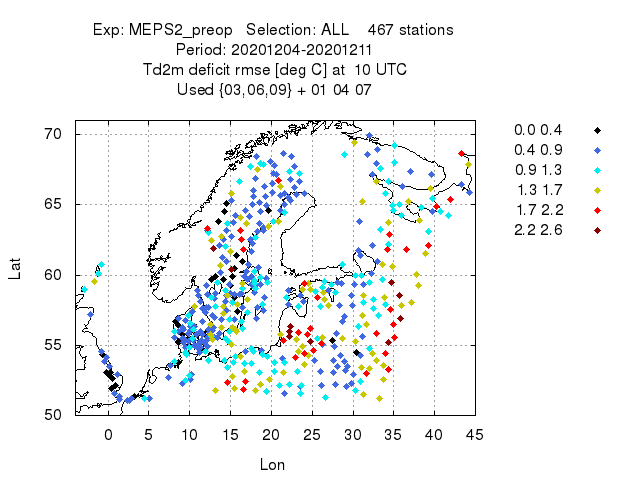 Exp: MEPS2_preop Selection: ALL 467 stations
Period: 20201204-20201211
Td2m deficit rmse [deg C] at 10 UTC
Used {03,06,09} + 01 04 07
0.0 0.4
0.4 0.9
0.9 1.3
1.3 1.7
1.7 2.2
2.2 2.6
70
65
60
55
50
Lat
0 5 10 15 20 25 30 35 40 45
Lon